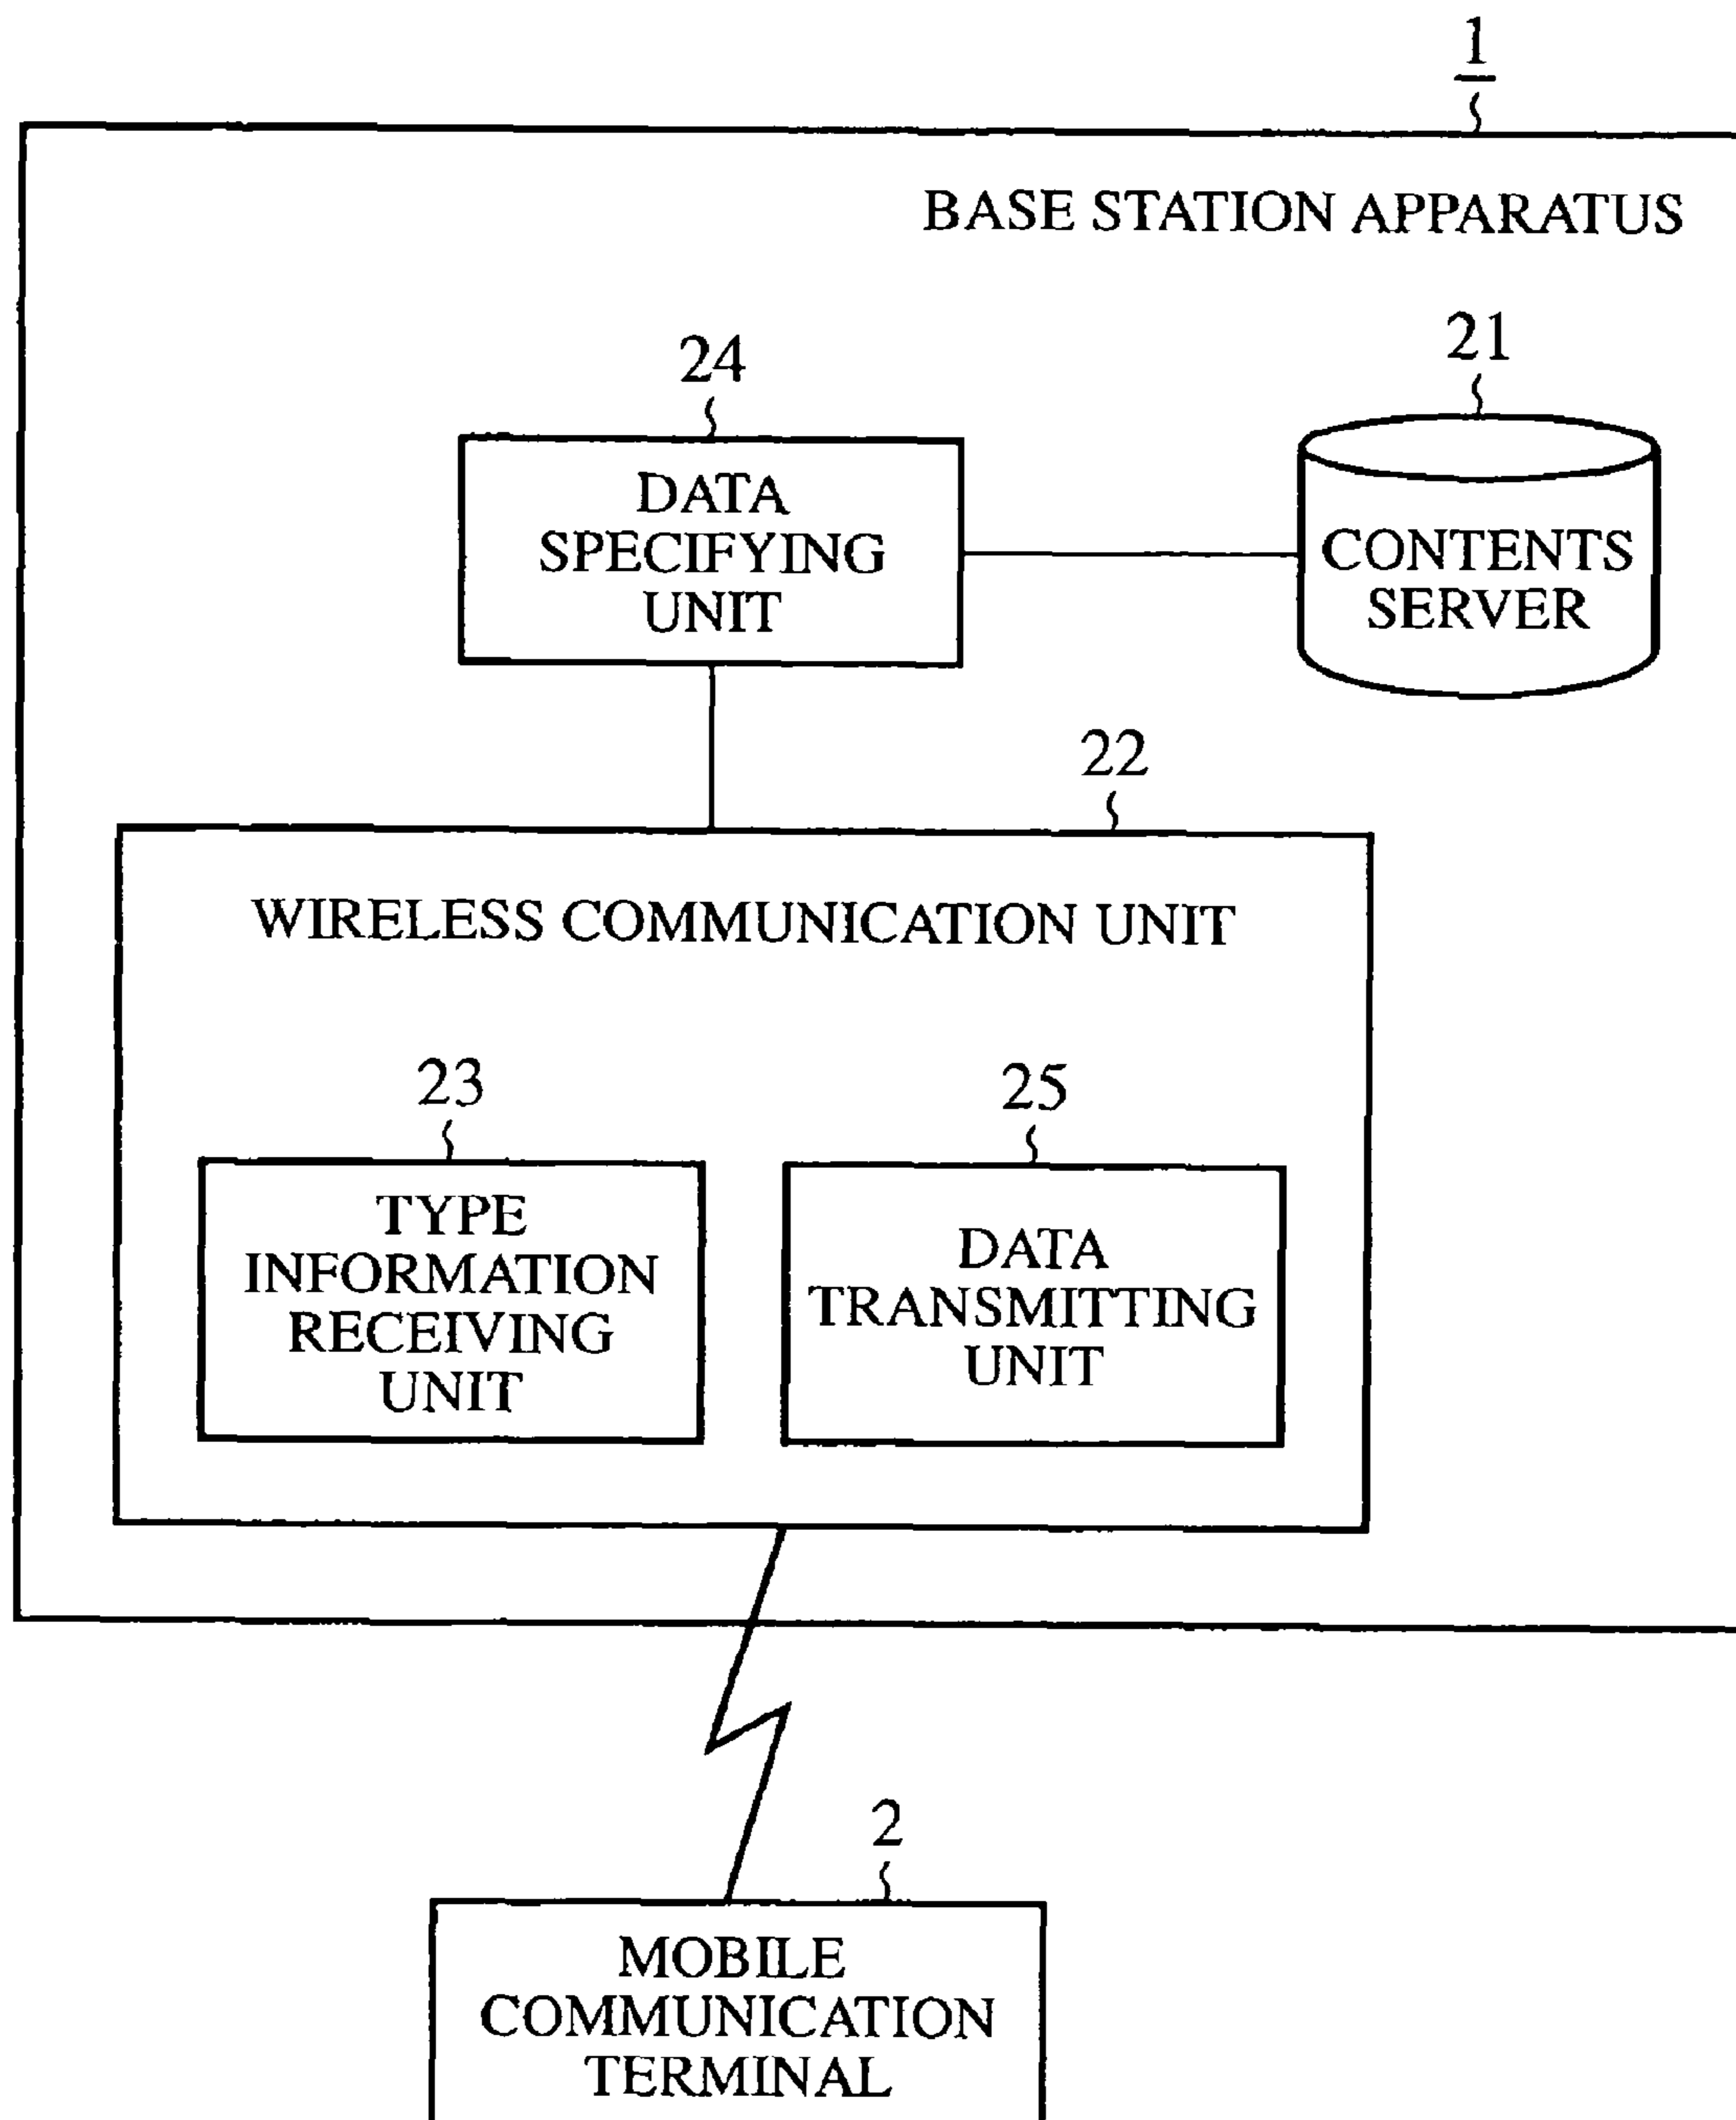 1
BASE STATION APPARATUS
24
DATA
SPECIFYING
UNIT
21
CONTENTS
SERVER
22
WIRELESS COMMUNICATION UNIT
23
TYPE
INFORMATION
RECEIVING
UNIT
25
DATA
TRANSMITTING
UNIT
2
MOBILE
COMMUNICATION
TERMINAL